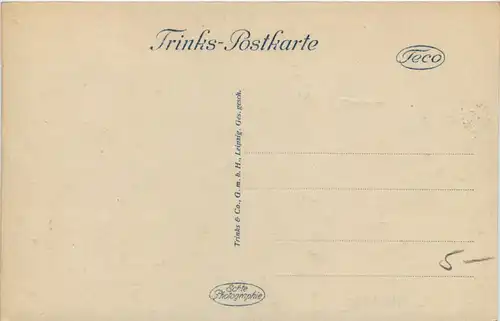 Trinks-Postkarte
Teco
Trinks & Co., G. m. b. H., Leipzig. Ges. gesch.
5-
Echte
Photographie